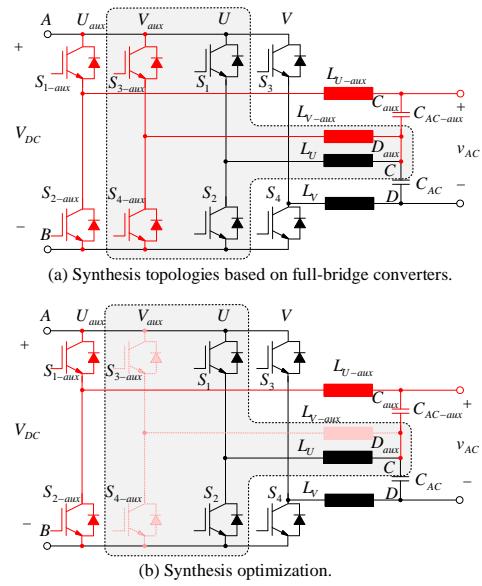 A U_aux V_aux U V
+
S_1-aux S_3-aux S_1 S_3
L_U-aux
C_aux
+
L_V-aux
C_AC-aux
V_DC
D_aux
v_AC
L_U
C
C_AC
S_2-aux S_4-aux S_2 S_4
L_V
D
−
−
B
(a) Synthesis topologies based on full-bridge converters.
A U_aux V_aux U V
+
S_1-aux S_3-aux S_1 S_3
L_U-aux
C_aux
+
L_V-aux
C_AC-aux
V_DC
D_aux
v_AC
L_U
C
C_AC
S_2-aux S_4-aux S_2 S_4
L_V
D
−
−
B
(b) Synthesis optimization.